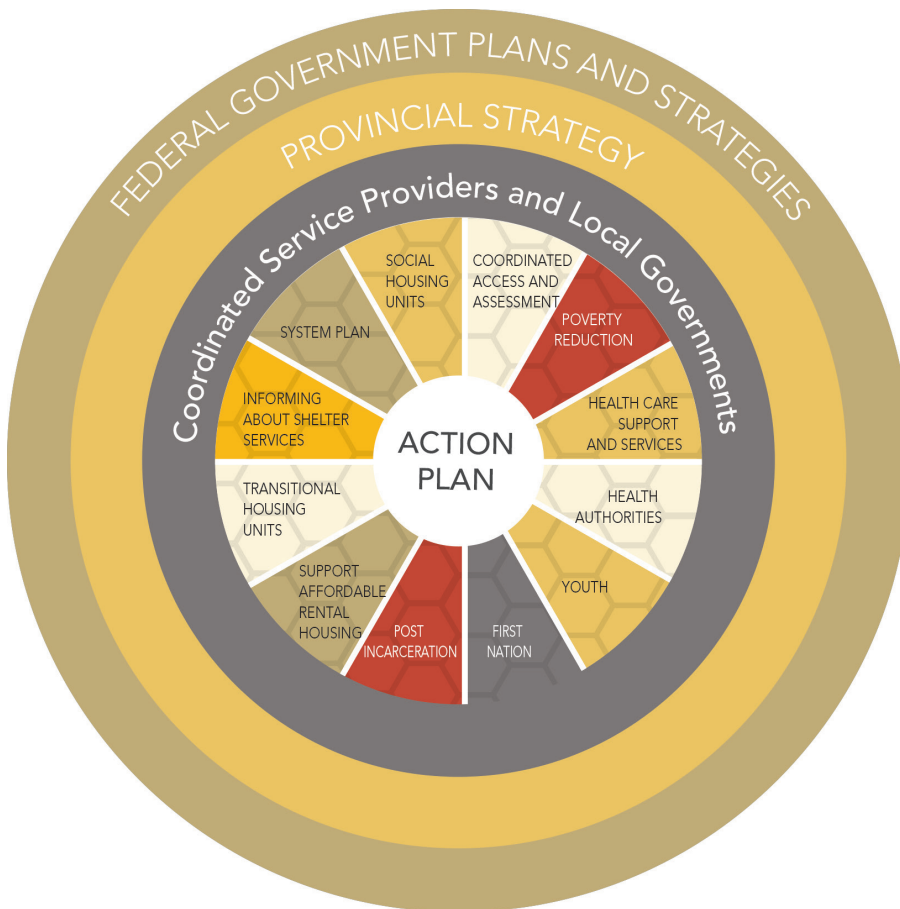 FEDERAL GOVERNMENT PLANS AND STRATEGIES
PROVINCIAL STRATEGY
Coordinated Service Providers and Local Governments
SOCIAL
HOUSING
UNITS
COORDINATED
ACCESS AND
ASSESSMENT
POVERTY
REDUCTION
HEALTH CARE
SUPPORT
AND SERVICES
HEALTH
AUTHORITIES
YOUTH
FIRST
NATION
POST
INCARCERATION
SUPPORT
AFFORDABLE
RENTAL
HOUSING
TRANSITIONAL
HOUSING
UNITS
INFORMING
ABOUT SHELTER
SERVICES
SYSTEM PLAN
ACTION
PLAN